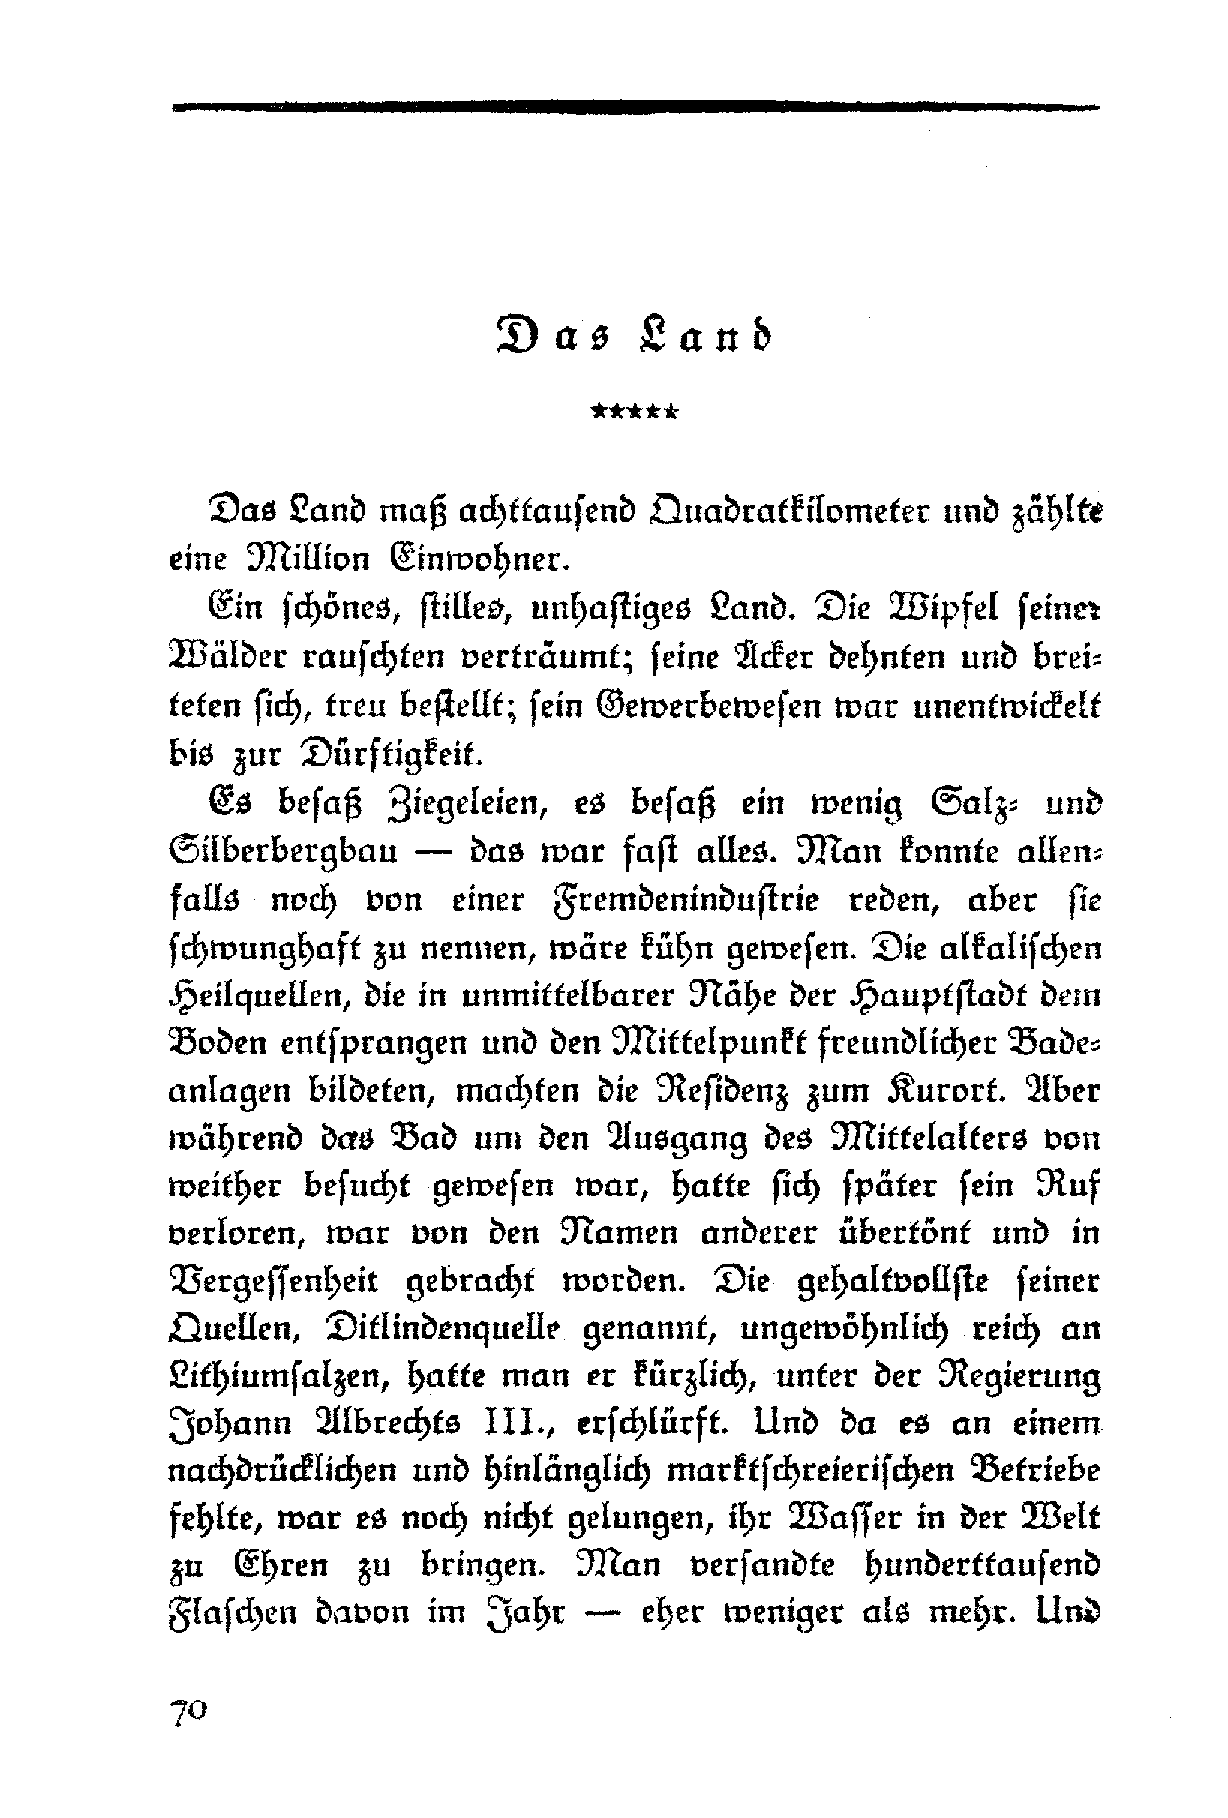 Das Land
*****
Das Land maß achttausend Quadratkilometer und zählte
eine Million Einwohner.
Ein schönes, stilles, unhastiges Land. Die Wipfel seiner
Wälder rauschten verträumt; seine Äcker dehnten und brei-
teten sich, treu bestellt; sein Gewerbewesen war unentwickelt
bis zur Dürftigkeit.
Es besaß Ziegeleien, es besaß ein wenig Salz- und
Silberbergbau — das war fast alles. Man konnte allen-
falls noch von einer Fremdenindustrie reden, aber sie
schwunghaft zu nennen, wäre kühn gewesen. Die alkalischen
Heilquellen, die in unmittelbarer Nähe der Hauptstadt dem
Boden entsprangen und den Mittelpunkt freundlicher Bade-
anlagen bildeten, machten die Residenz zum Kurort. Aber
während das Bad um den Ausgang des Mittelalters von
weither besucht gewesen war, hatte sich später sein Ruf
verloren, war von den Namen anderer übertönt und in
Vergessenheit gebracht worden. Die gehaltvollste seiner
Quellen, Ditlindenquelle genannt, ungewöhnlich reich an
Lithiumsalzen, hatte man er kürzlich, unter der Regierung
Johann Albrechts III., erschlürft. Und da es an einem
nachdrücklichen und hinlänglich marktschreierischen Betriebe
fehlte, war es noch nicht gelungen, ihr Wasser in der Welt
zu Ehren zu bringen. Man versandte hunderttausend
Flaschen davon im Jahr — eher weniger als mehr. Und
70